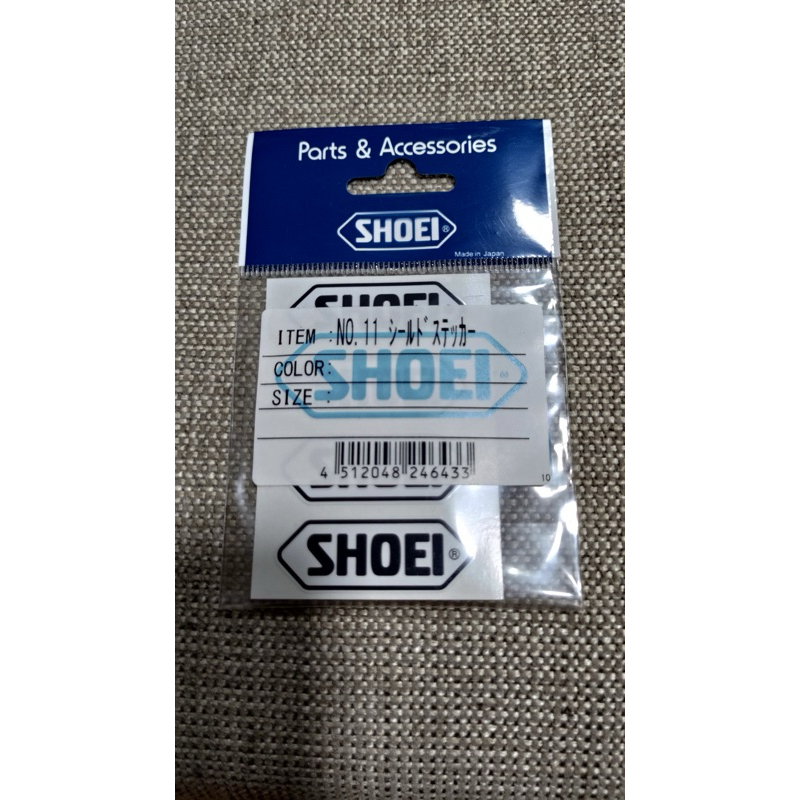 Parts & Accessories
SHOEI®
Made in Japan
SHOEI
ITEM :NO.11 シールドステッカー
COLOR:
SHOEI®
SIZE :
4 512048 246433
10
SHOEI®